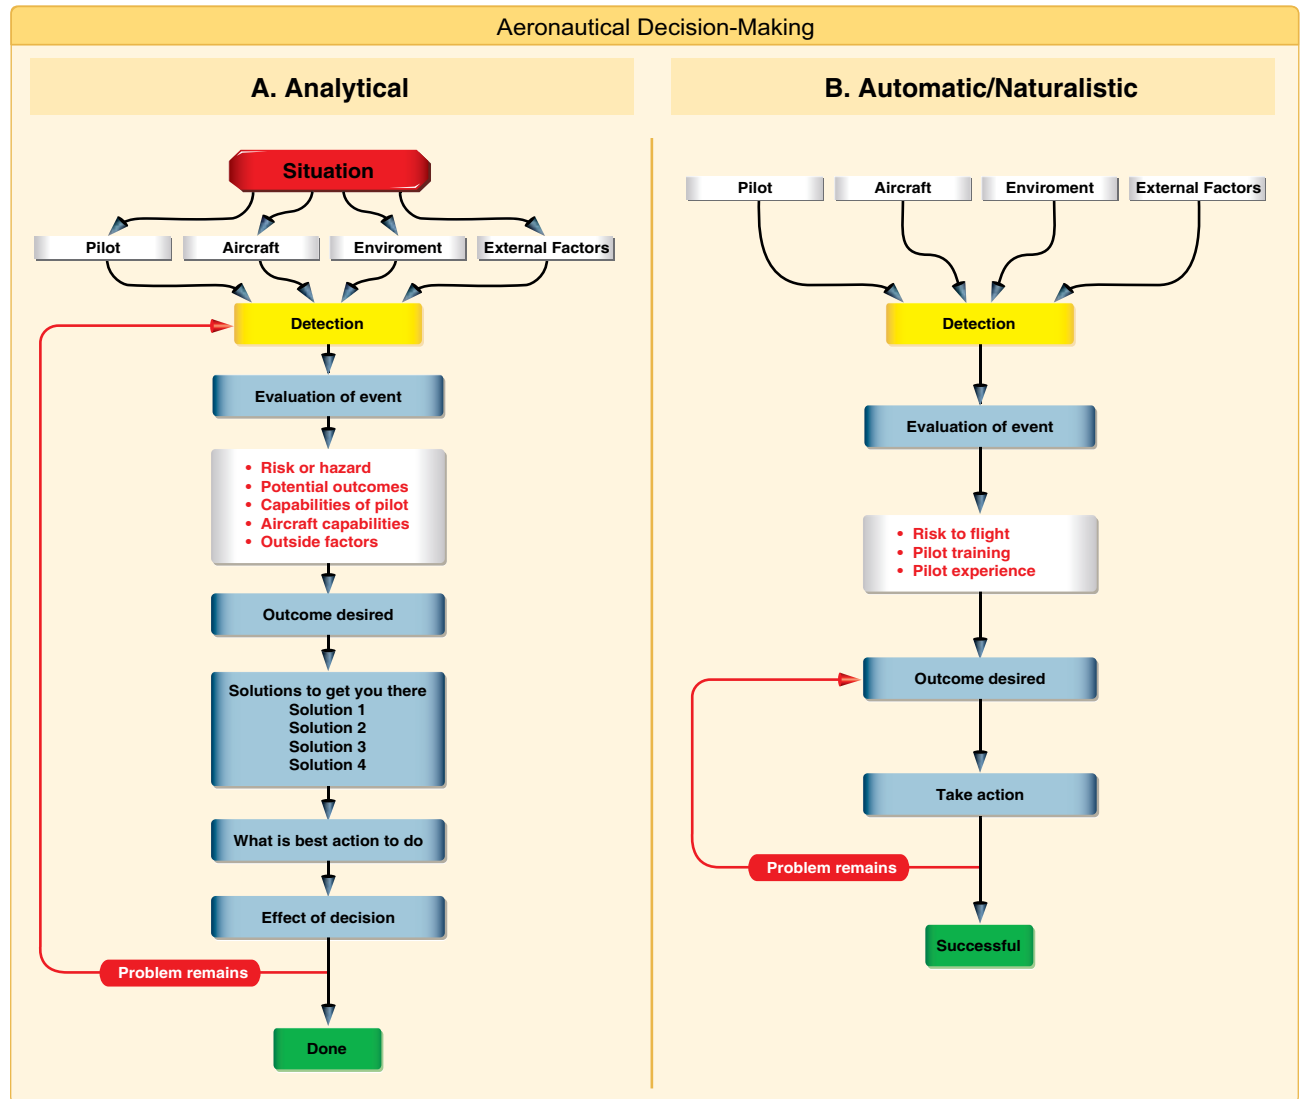 Aeronautical Decision-Making
A. Analytical
Situation
Pilot
Aircraft
Enviroment
External Factors
Detection
Evaluation of event
• Risk or hazard
• Potential outcomes
• Capabilities of pilot
• Aircraft capabilities
• Outside factors
Outcome desired
Solutions to get you there
Solution 1
Solution 2
Solution 3
Solution 4
What is best action to do
Effect of decision
Problem remains
Done
B. Automatic/Naturalistic
Pilot
Aircraft
Enviroment
External Factors
Detection
Evaluation of event
• Risk to flight
• Pilot training
• Pilot experience
Outcome desired
Take action
Problem remains
Successful